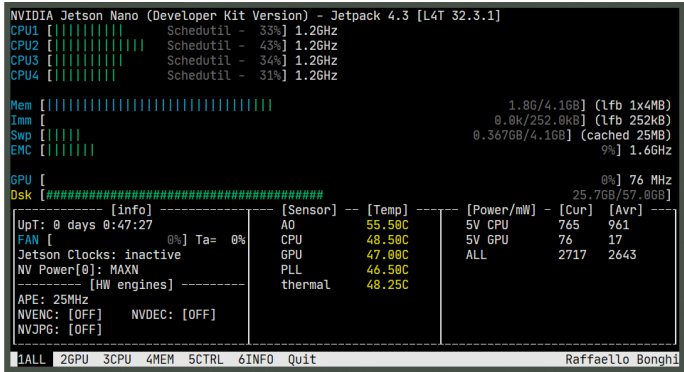 NVIDIA Jetson Nano (Developer Kit Version) - Jetpack 4.3 [L4T 32.3.1]
CPU1 [|||||||||| Schedutil - 33%] 1.2GHz
CPU2 [||||||||||||| Schedutil - 43%] 1.2GHz
CPU3 [|||||||||| Schedutil - 34%] 1.2GHz
CPU4 [||||||||| Schedutil - 31%] 1.2GHz
Mem [|||||||||||||||||||||||||||||||| 1.8G/4.1GB] (lfb 1x4MB)
Imm [ 0.0k/252.0kB] (lfb 252kB)
Swp [||||| 0.367GB/4.1GB] (cached 25MB)
EMC [||||||| 9%] 1.6GHz
GPU [ 0%] 76 MHz
Dsk [####################################### 25.7GB/57.0GB]
[info] [Sensor] [Temp] [Power/mW] [Cur] [Avr]
UpT: 0 days 0:47:27 AO 55.50C 5V CPU 765 961
FAN [ 0%] Ta= 0% CPU 48.50C 5V GPU 76 17
Jetson Clocks: inactive GPU 47.00C ALL 2717 2643
NV Power[0]: MAXN PLL 46.50C
[HW engines] thermal 48.25C
APE: 25MHz
NVENC: [OFF] NVDEC: [OFF]
NVJPG: [OFF]
1ALL 2GPU 3CPU 4MEM 5CTRL 6INFO Quit Raffaello Bonghi